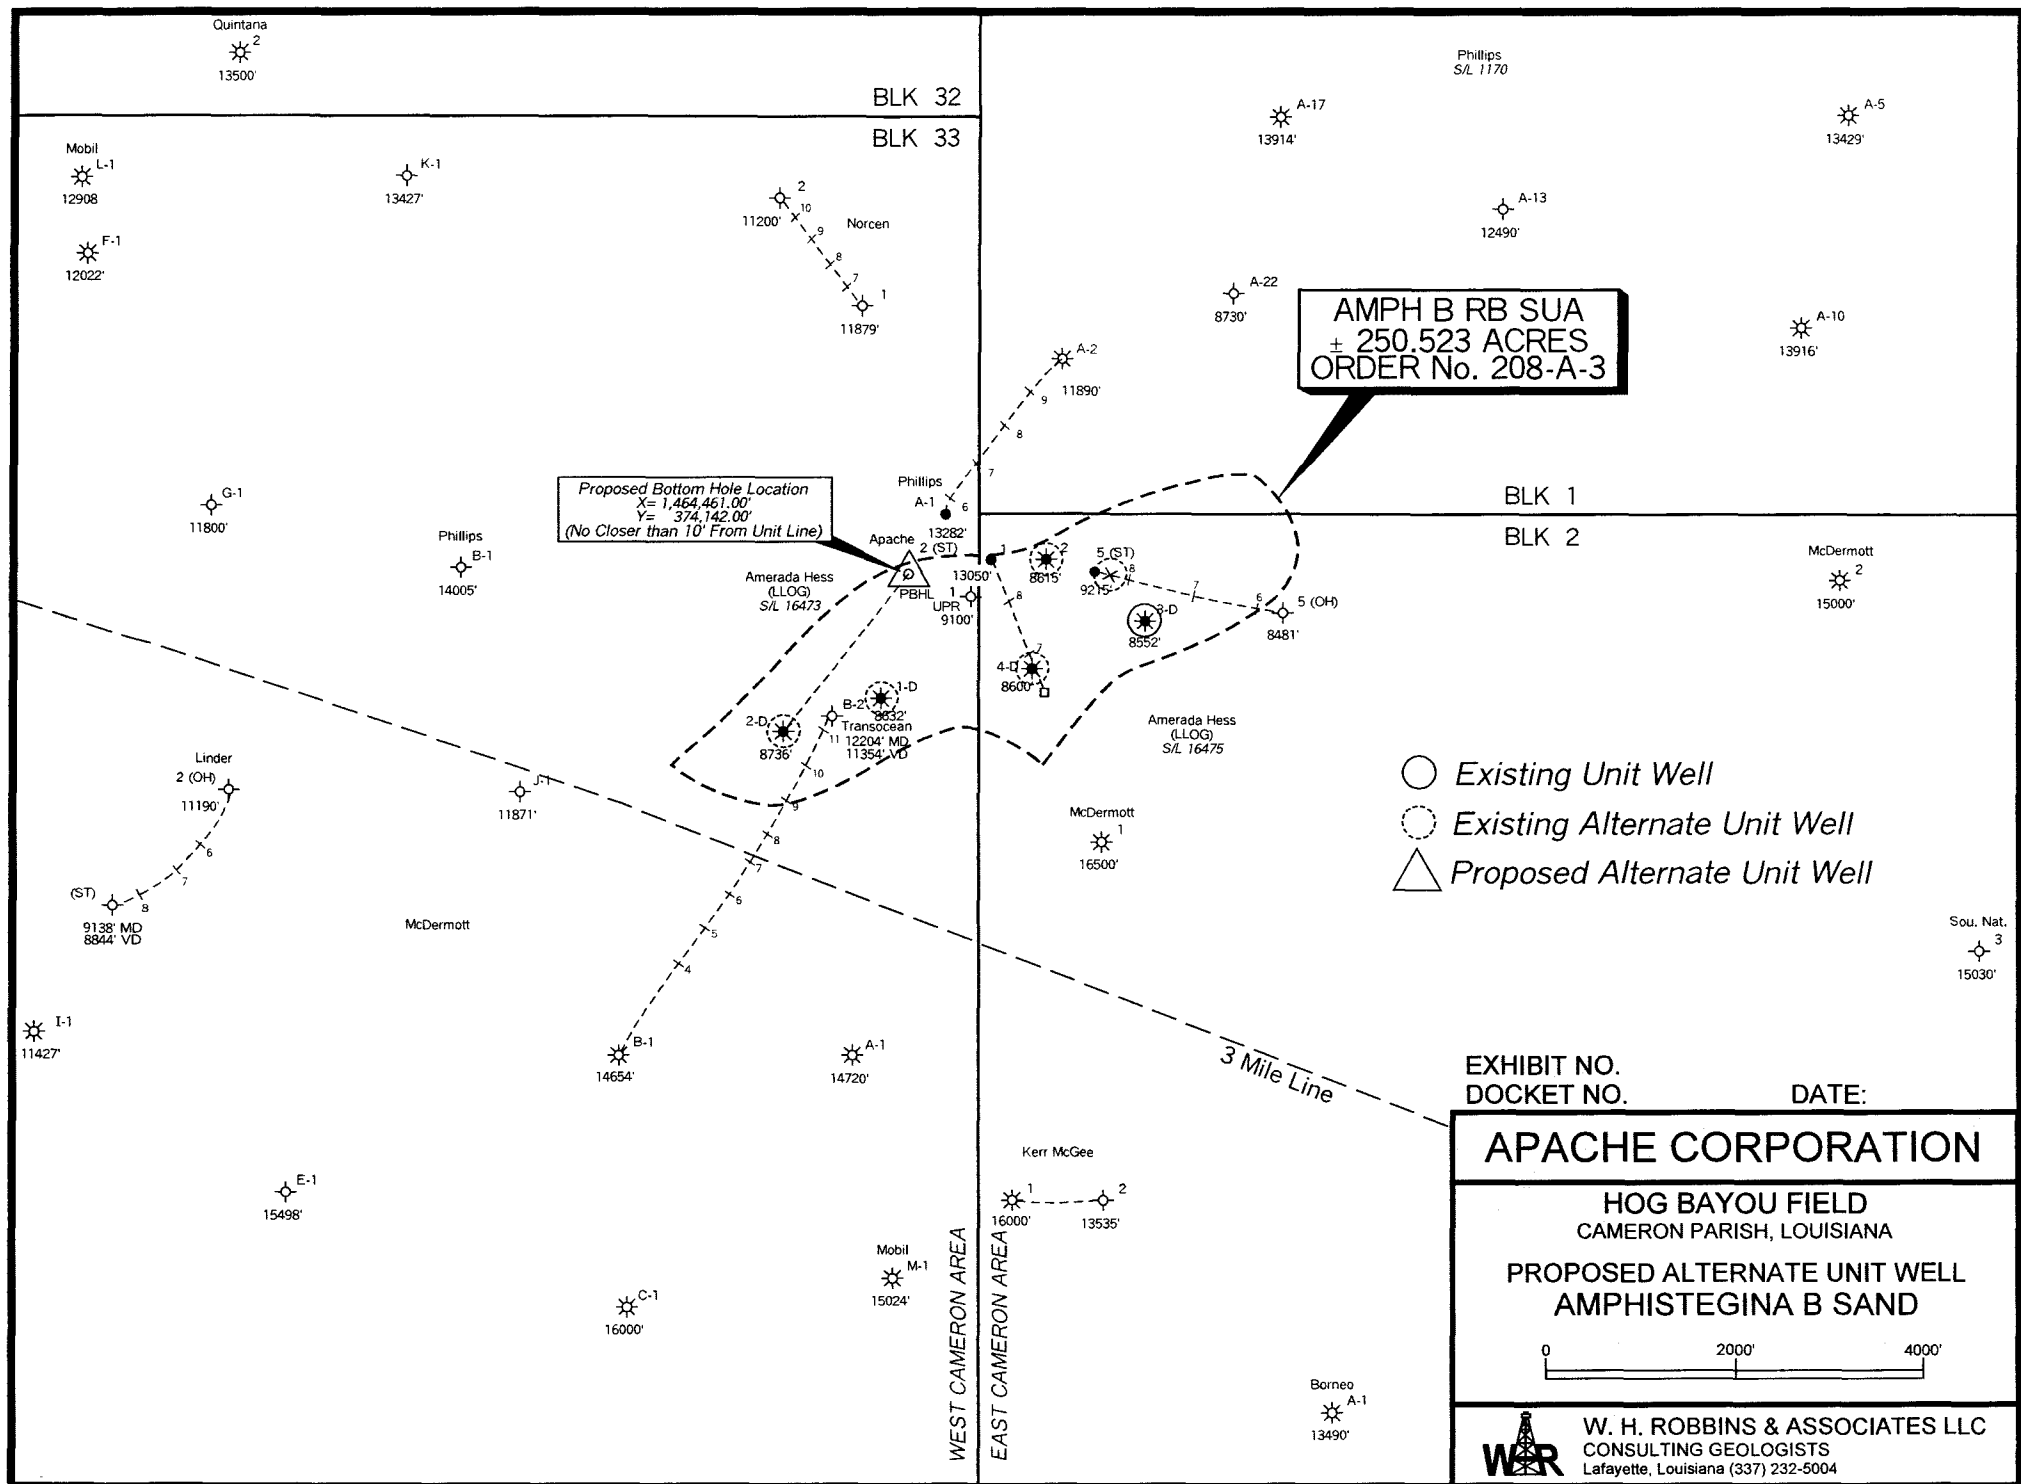 Quintana
2
13500'
BLK 32
BLK 33
Phillips
S/L 1170
A-17
13914'
A-5
13429'
Mobil
L-1
12908
K-1
13427'
F-1
12022'
2
11200'
10
9
8
7
Norcen
1
11879'
A-13
12490'
A-22
8730'
AMPH B RB SUA
± 250.523 ACRES
ORDER No. 208-A-3
A-10
13916'
A-2
11890'
9
8
7
6
Phillips
A-1
13282'
Proposed Bottom Hole Location
X= 1,464,461.00'
Y= 374,142.00'
(No Closer than 10' From Unit Line)
G-1
11800'
Phillips
B-1
14005'
BLK 1
BLK 2
Apache
2 (ST)
PBHL
Amerada Hess
(LLOG)
S/L 16473
1
UPR
9100'
1
13050'
8
7
2
8615'
5 (ST)
9215'
8
7
6
5 (OH)
8481'
3-D
8552'
4-D
8600'
McDermott
2
15000'
1-D
8832'
2-D
8736'
B-2
Transocean
12204' MD
11354' VD
11
10
9
8
7
6
5
4
Amerada Hess
(LLOG)
S/L 16475
Linder
2 (OH)
11190'
6
7
8
(ST)
9138' MD
8844' VD
J-1
11871'
McDermott
1
16500'
Existing Unit Well
Existing Alternate Unit Well
Proposed Alternate Unit Well
McDermott
Sou. Nat.
3
15030'
I-1
11427'
B-1
14654'
A-1
14720'
3 Mile Line
E-1
15498'
Kerr McGee
1
16000'
2
13535'
Mobil
M-1
15024'
C-1
16000'
WEST CAMERON AREA
EAST CAMERON AREA
Borneo
A-1
13490'
EXHIBIT NO.
DOCKET NO. DATE:
APACHE CORPORATION
HOG BAYOU FIELD
CAMERON PARISH, LOUISIANA
PROPOSED ALTERNATE UNIT WELL
AMPHISTEGINA B SAND
0 2000' 4000'
WR
W. H. ROBBINS & ASSOCIATES LLC
CONSULTING GEOLOGISTS
Lafayette, Louisiana (337) 232-5004